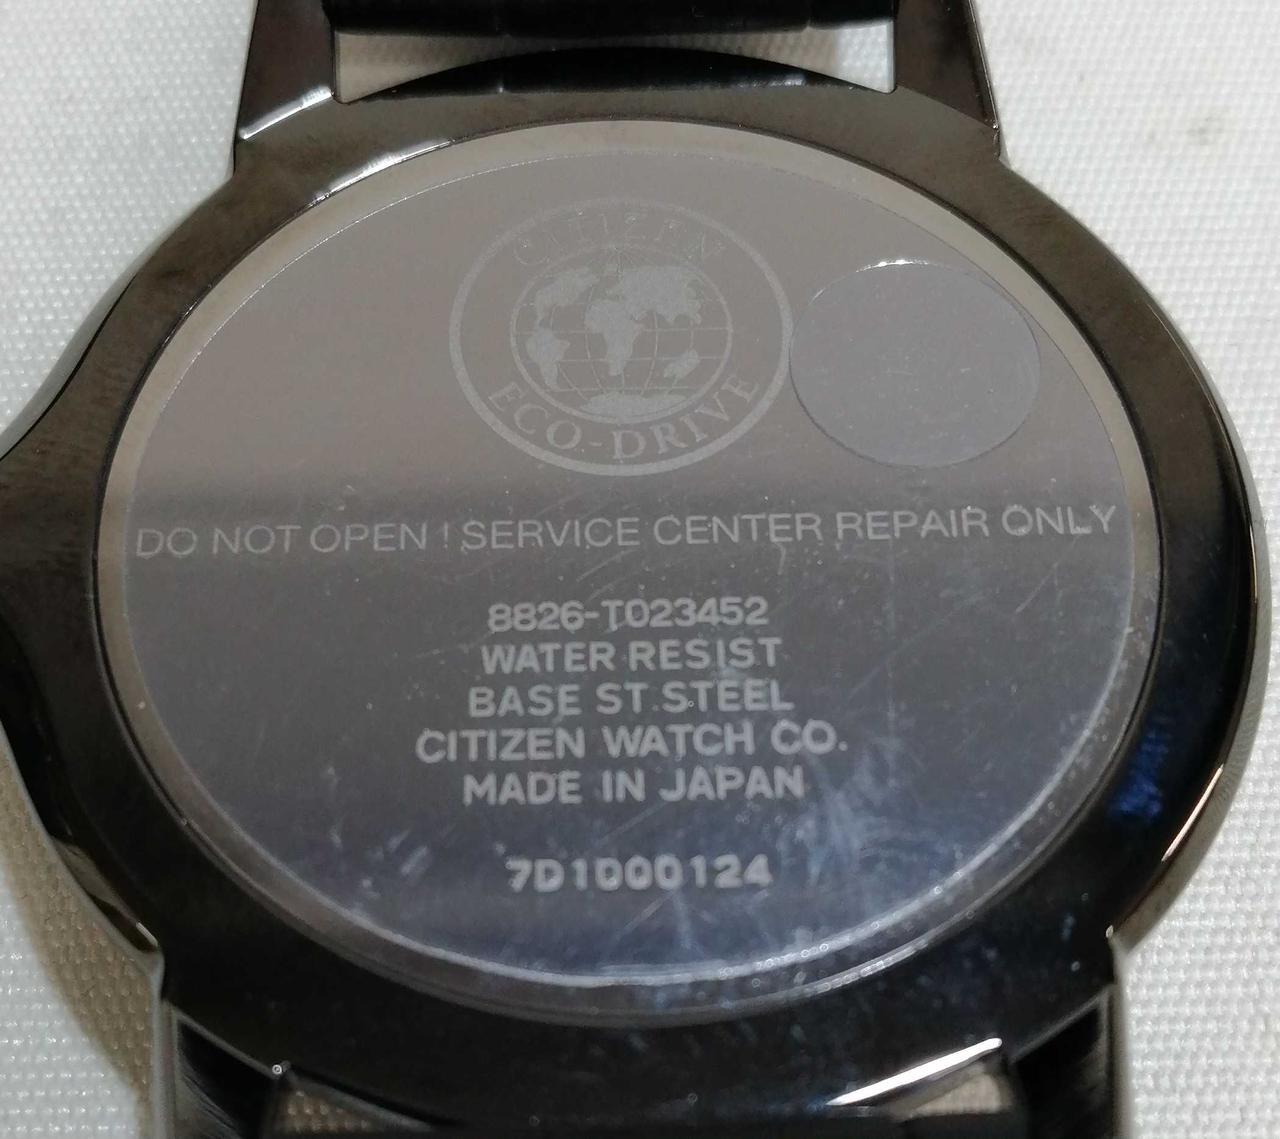 CITIZEN
ECO-DRIVE
DO NOT OPEN ! SERVICE CENTER REPAIR ONLY
8826-T023452
WATER RESIST
BASE ST.STEEL
CITIZEN WATCH CO.
MADE IN JAPAN
7D1000124